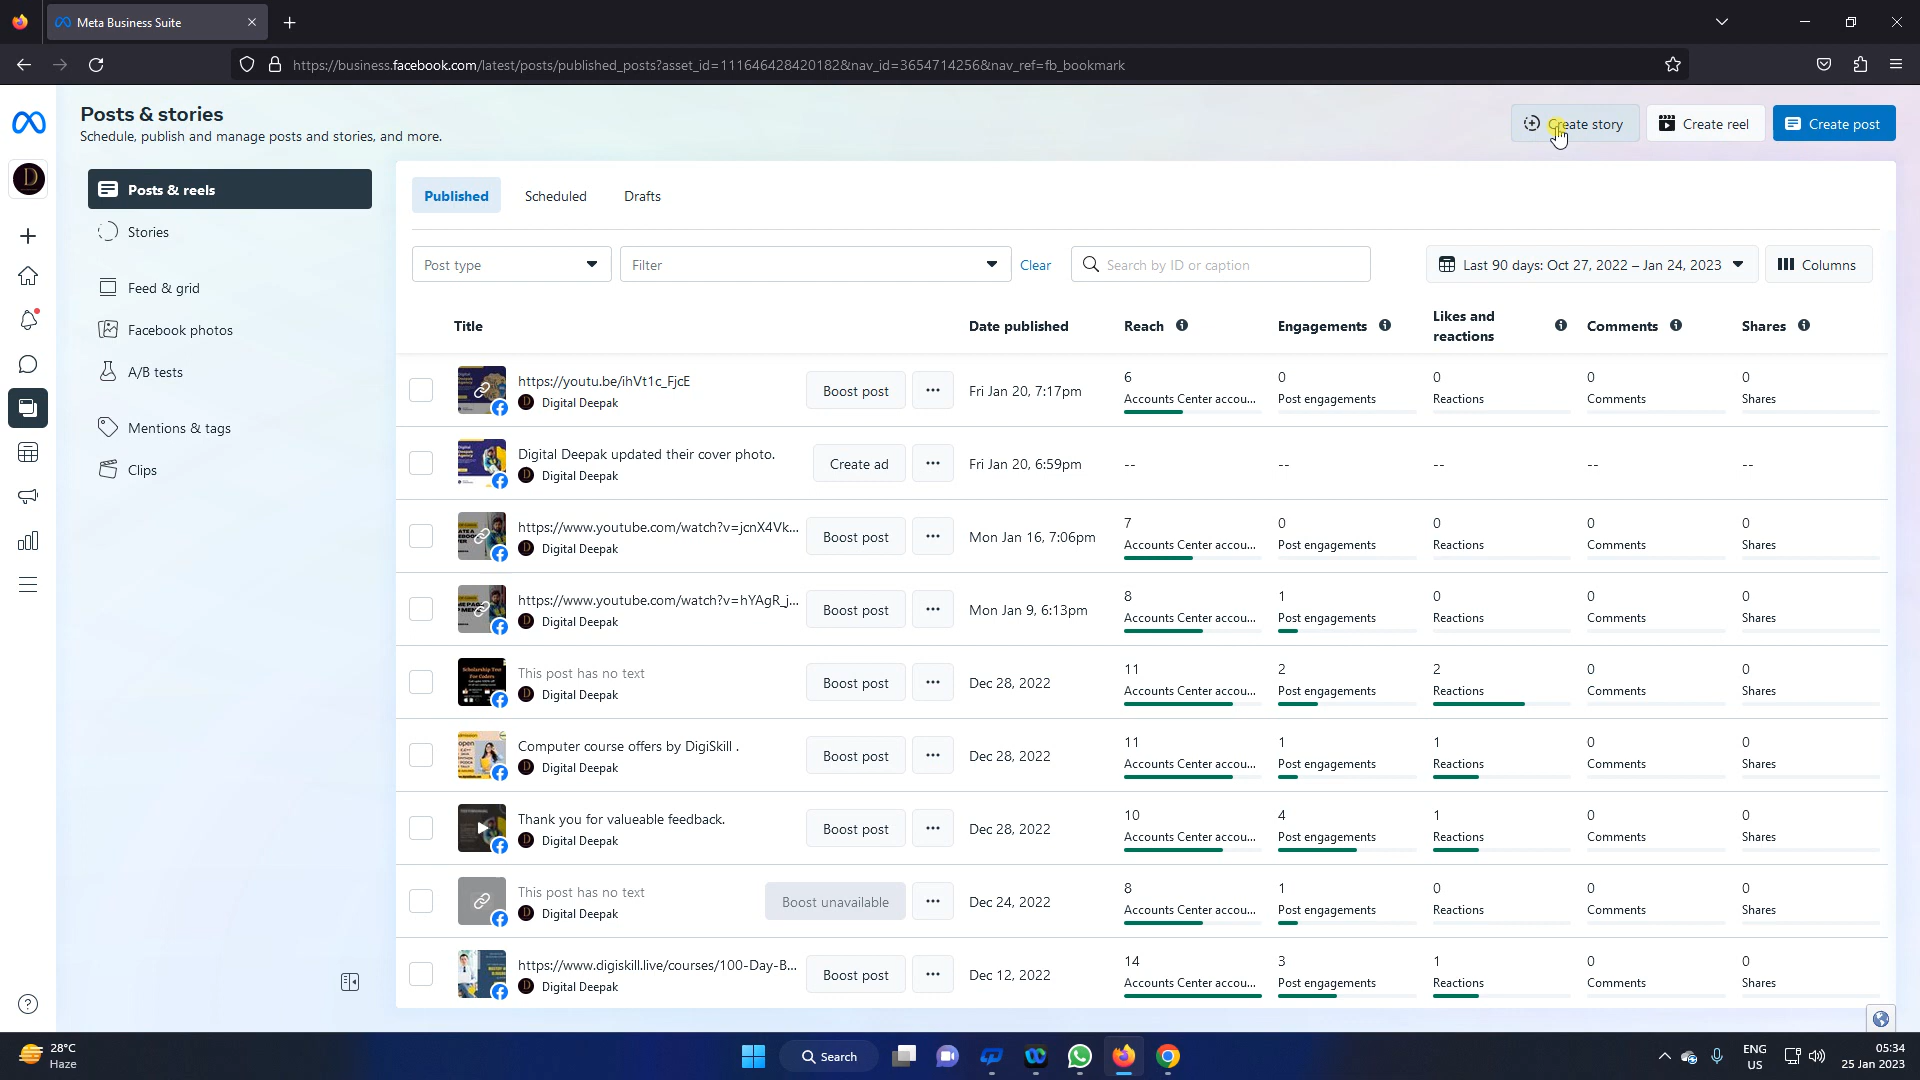 Meta Business Suite
https://business.facebook.com/latest/posts/published_posts?asset_id=111646428420182&nav_id=3654714256&nav_ref=fb_bookmark
Posts & stories
Schedule, publish and manage posts and stories, and more.
Create story
Create reel
Create post
Posts & reels
Stories
Feed & grid
Facebook photos
A/B tests
Mentions & tags
Clips
Published
Scheduled
Drafts
Post type
Filter
Clear
Search by ID or caption
Last 90 days: Oct 27, 2022 – Jan 24, 2023
Columns
Title
Date published
Reach
Engagements
Likes and
reactions
Comments
Shares
https://youtu.be/ihVt1c_FjcE
Digital Deepak
Boost post
Fri Jan 20, 7:17pm
6
Accounts Center accou...
0
Post engagements
0
Reactions
0
Comments
0
Shares
Digital Deepak updated their cover photo.
Digital Deepak
Create ad
Fri Jan 20, 6:59pm
--
--
--
--
--
https://www.youtube.com/watch?v=jcnX4Vk...
Digital Deepak
Boost post
Mon Jan 16, 7:06pm
7
Accounts Center accou...
0
Post engagements
0
Reactions
0
Comments
0
Shares
https://www.youtube.com/watch?v=hYAgR_j...
Digital Deepak
Boost post
Mon Jan 9, 6:13pm
8
Accounts Center accou...
1
Post engagements
0
Reactions
0
Comments
0
Shares
This post has no text
Digital Deepak
Boost post
Dec 28, 2022
11
Accounts Center accou...
2
Post engagements
2
Reactions
0
Comments
0
Shares
Computer course offers by DigiSkill .
Digital Deepak
Boost post
Dec 28, 2022
11
Accounts Center accou...
1
Post engagements
1
Reactions
0
Comments
0
Shares
Thank you for valueable feedback.
Digital Deepak
Boost post
Dec 28, 2022
10
Accounts Center accou...
4
Post engagements
1
Reactions
0
Comments
0
Shares
This post has no text
Digital Deepak
Boost unavailable
Dec 24, 2022
8
Accounts Center accou...
1
Post engagements
0
Reactions
0
Comments
0
Shares
https://www.digiskill.live/courses/100-Day-B...
Digital Deepak
Boost post
Dec 12, 2022
14
Accounts Center accou...
3
Post engagements
1
Reactions
0
Comments
0
Shares
28°C
Haze
Search
ENG
US
05:34
25 Jan 2023